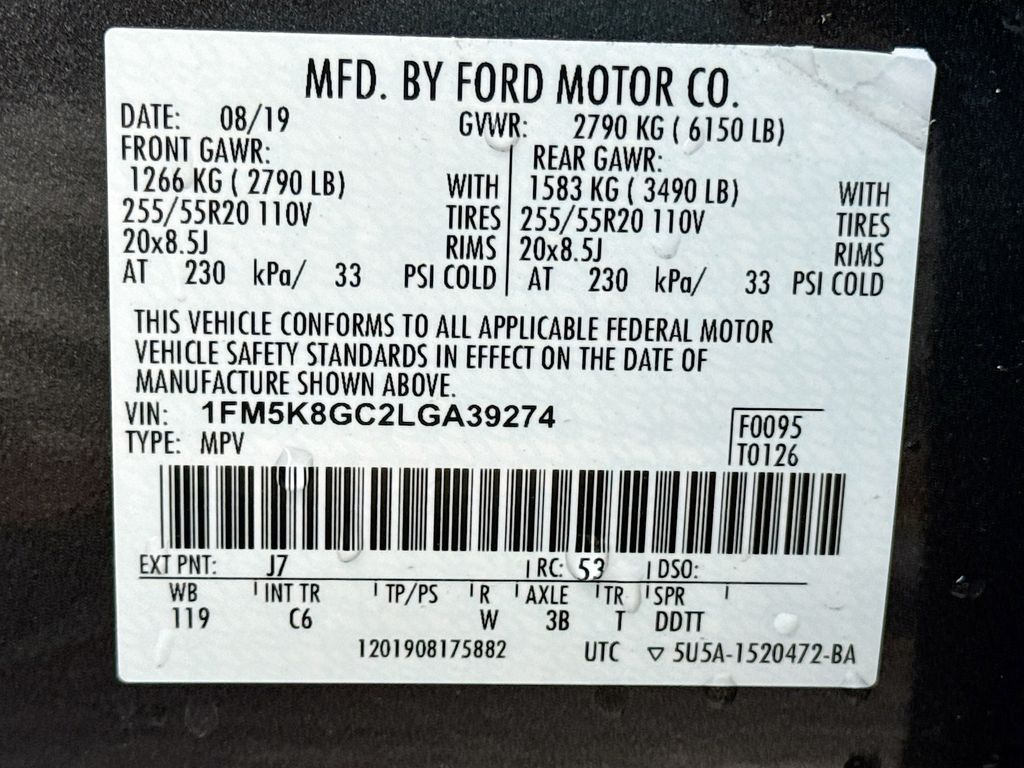 MFD. BY FORD MOTOR CO.
DATE: 08/19 GVWR: 2790 KG ( 6150 LB)
FRONT GAWR: REAR GAWR:
1266 KG ( 2790 LB) WITH 1583 KG ( 3490 LB) WITH
255/55R20 110V TIRES 255/55R20 110V TIRES
20x8.5J RIMS 20x8.5J RIMS
AT 230 kPa/ 33 PSI COLD AT 230 kPa/ 33 PSI COLD
THIS VEHICLE CONFORMS TO ALL APPLICABLE FEDERAL MOTOR
VEHICLE SAFETY STANDARDS IN EFFECT ON THE DATE OF
MANUFACTURE SHOWN ABOVE.
VIN: 1FM5K8GC2LGA39274 F0095
TYPE: MPV T0126
EXT PNT: J7 RC: 53 DSO:
WB INT TR TP/PS R AXLE TR SPR
119 C6 W 3B T DDTT
1201908175882 UTC ▽ 5U5A-1520472-BA